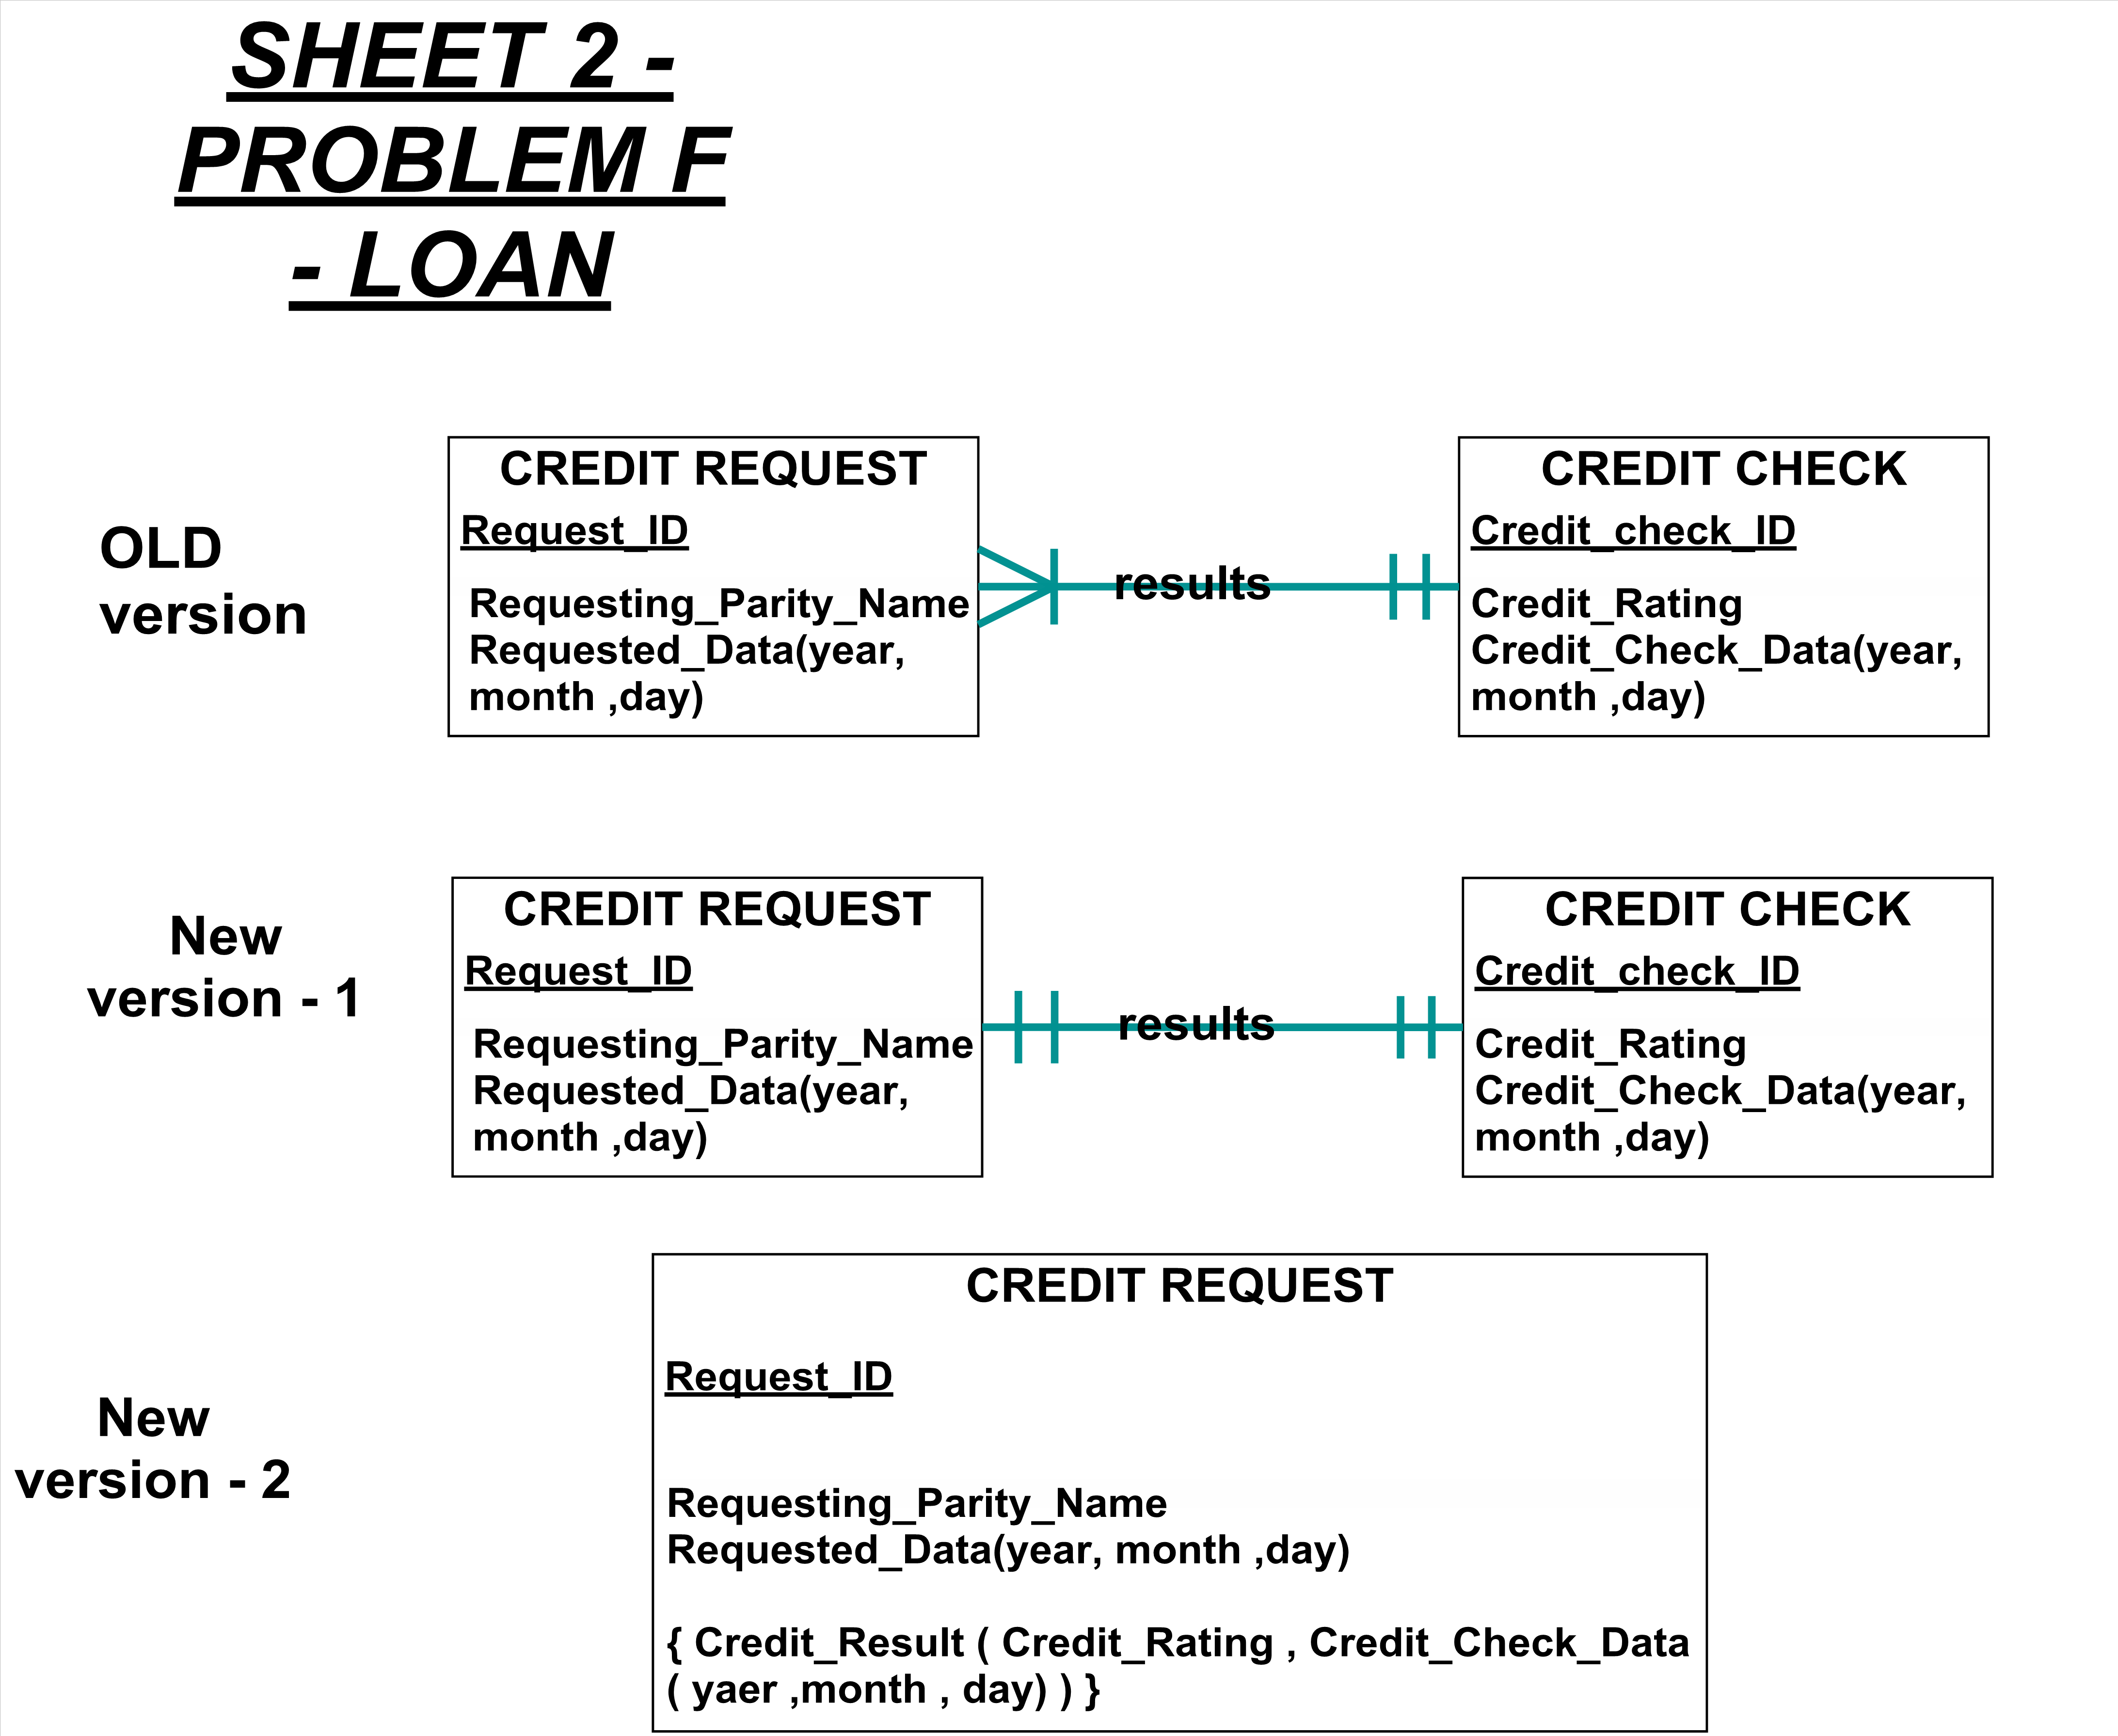 SHEET 2 -
PROBLEM F
- LOAN
OLD
version
CREDIT REQUEST
Request_ID
Requesting_Parity_Name
Requested_Data(year,
month ,day)
results
CREDIT CHECK
Credit_check_ID
Credit_Rating
Credit_Check_Data(year,
month ,day)
New
version - 1
CREDIT REQUEST
Request_ID
Requesting_Parity_Name
Requested_Data(year,
month ,day)
results
CREDIT CHECK
Credit_check_ID
Credit_Rating
Credit_Check_Data(year,
month ,day)
New
version - 2
CREDIT REQUEST
Request_ID
Requesting_Parity_Name
Requested_Data(year, month ,day)
{ Credit_Result ( Credit_Rating , Credit_Check_Data
( yaer ,month , day) ) }